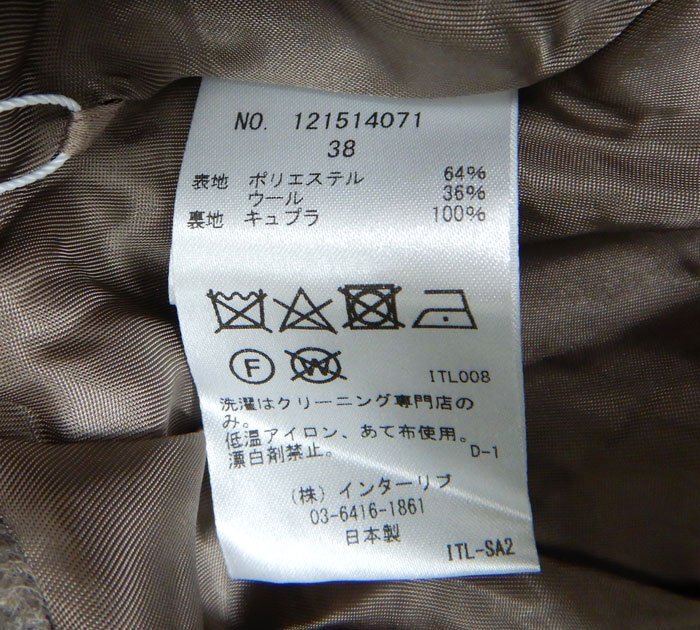 NO. 121514071
38
表地 ポリエステル 64%
ウール 36%
裏地 キュプラ 100%
F W
ITL008
洗濯はクリーニング専門店の
み。
低温アイロン、あて布使用。
漂白剤禁止。 D-1
(株) インターリブ
03-6416-1861
日本製
ITL-SA2